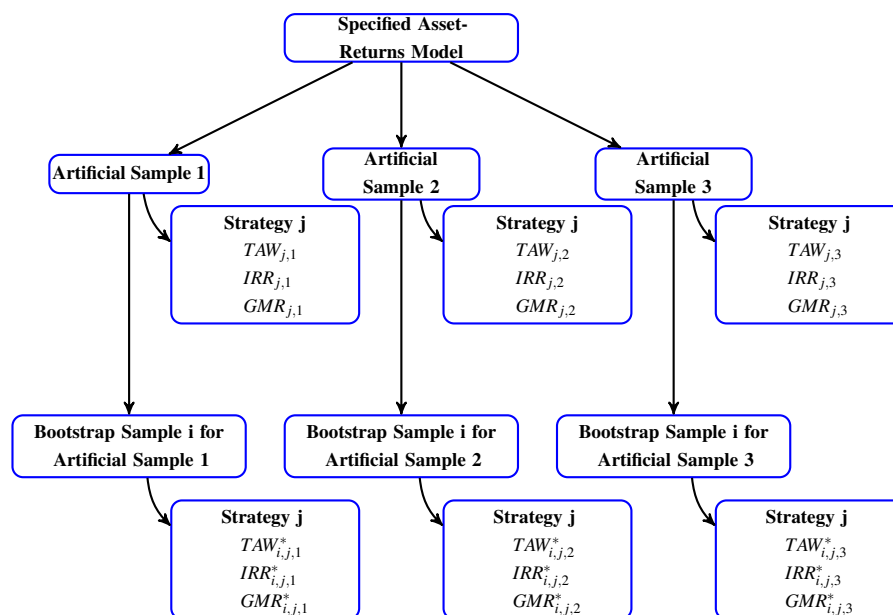 Specified Asset-
Returns Model
Artificial Sample 1
Artificial
Sample 2
Artificial
Sample 3
Strategy j
TAW_{j,1}
IRR_{j,1}
GMR_{j,1}
Strategy j
TAW_{j,2}
IRR_{j,2}
GMR_{j,2}
Strategy j
TAW_{j,3}
IRR_{j,3}
GMR_{j,3}
Bootstrap Sample i for
Artificial Sample 1
Bootstrap Sample i for
Artificial Sample 2
Bootstrap Sample i for
Artificial Sample 3
Strategy j
TAW^*_{i,j,1}
IRR^*_{i,j,1}
GMR^*_{i,j,1}
Strategy j
TAW^*_{i,j,2}
IRR^*_{i,j,2}
GMR^*_{i,j,2}
Strategy j
TAW^*_{i,j,3}
IRR^*_{i,j,3}
GMR^*_{i,j,3}